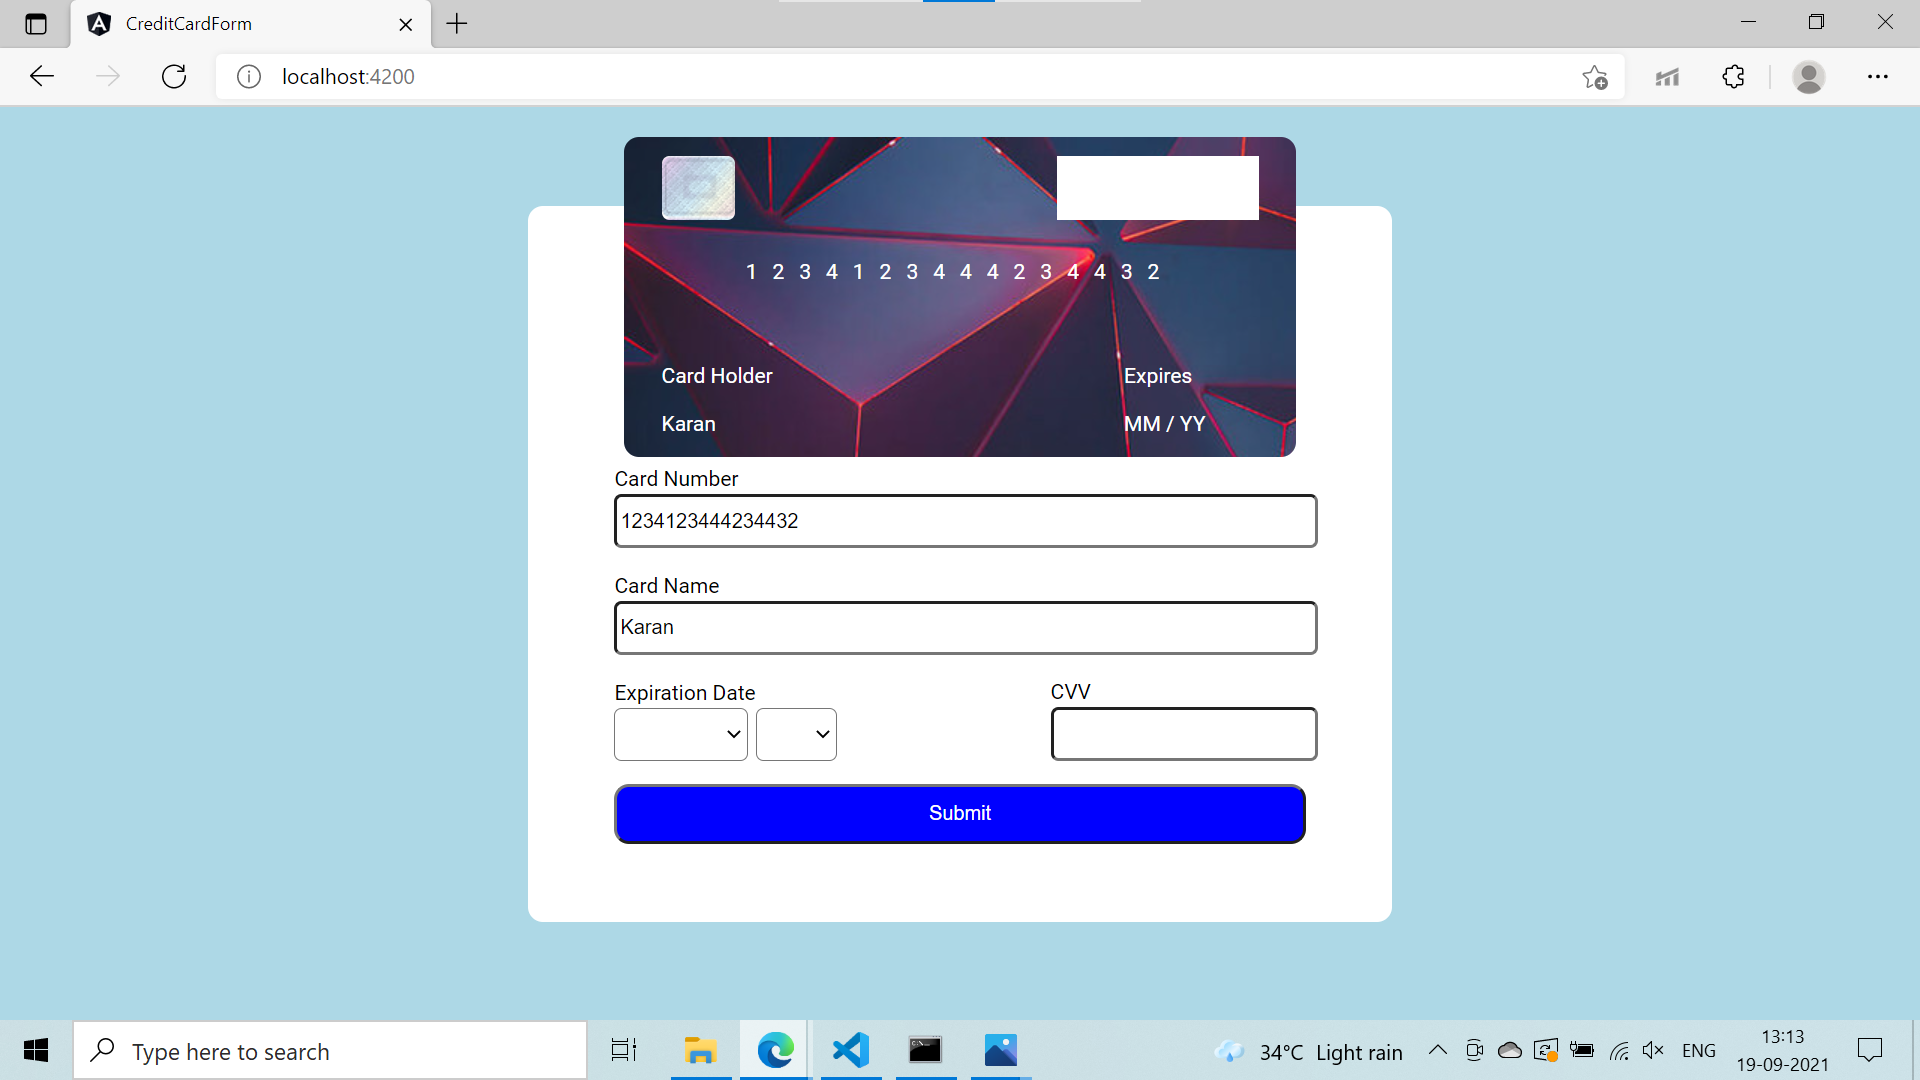 CreditCardForm
localhost:4200
1 2 3 4 1 2 3 4 4 4 2 3 4 4 3 2
Card Holder
Expires
Karan
MM / YY
Card Number
1234123444234432
Card Name
Karan
Expiration Date
CVV
Submit
Type here to search
34°C Light rain
ENG
13:13
19-09-2021